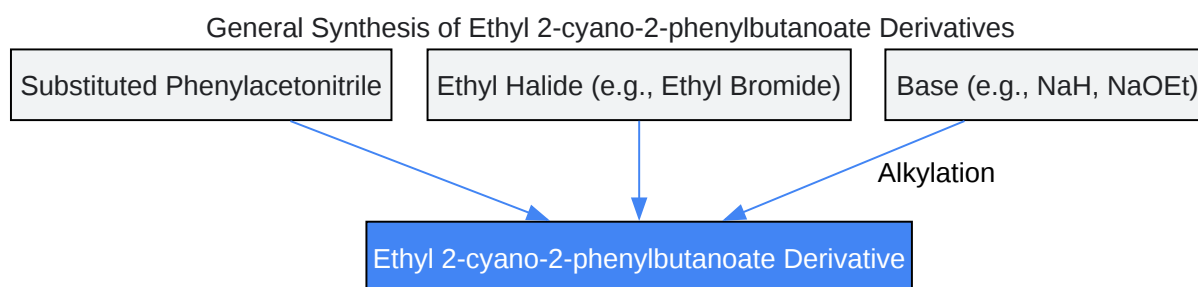 General Synthesis of Ethyl 2-cyano-2-phenylbutanoate Derivatives
Substituted Phenylacetonitrile
Ethyl Halide (e.g., Ethyl Bromide)
Base (e.g., NaH, NaOEt)
Alkylation
Ethyl 2-cyano-2-phenylbutanoate Derivative